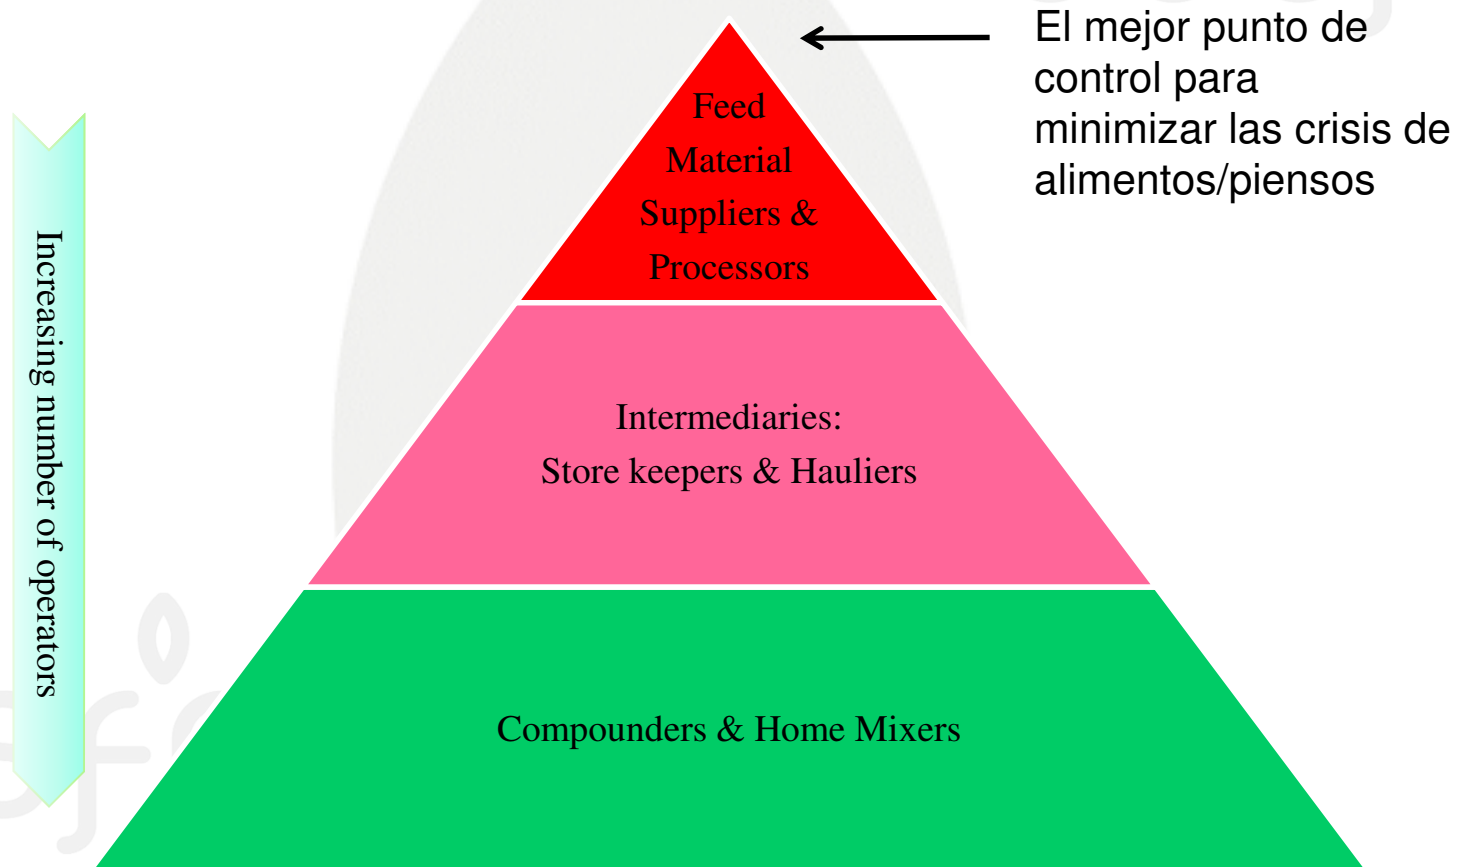 El mejor punto de
control para
minimizar las crisis de
alimentos/piensos
Feed
Material
Suppliers &
Processors
Increasing number of operators
Intermediaries:
Store keepers & Hauliers
Compounders & Home Mixers